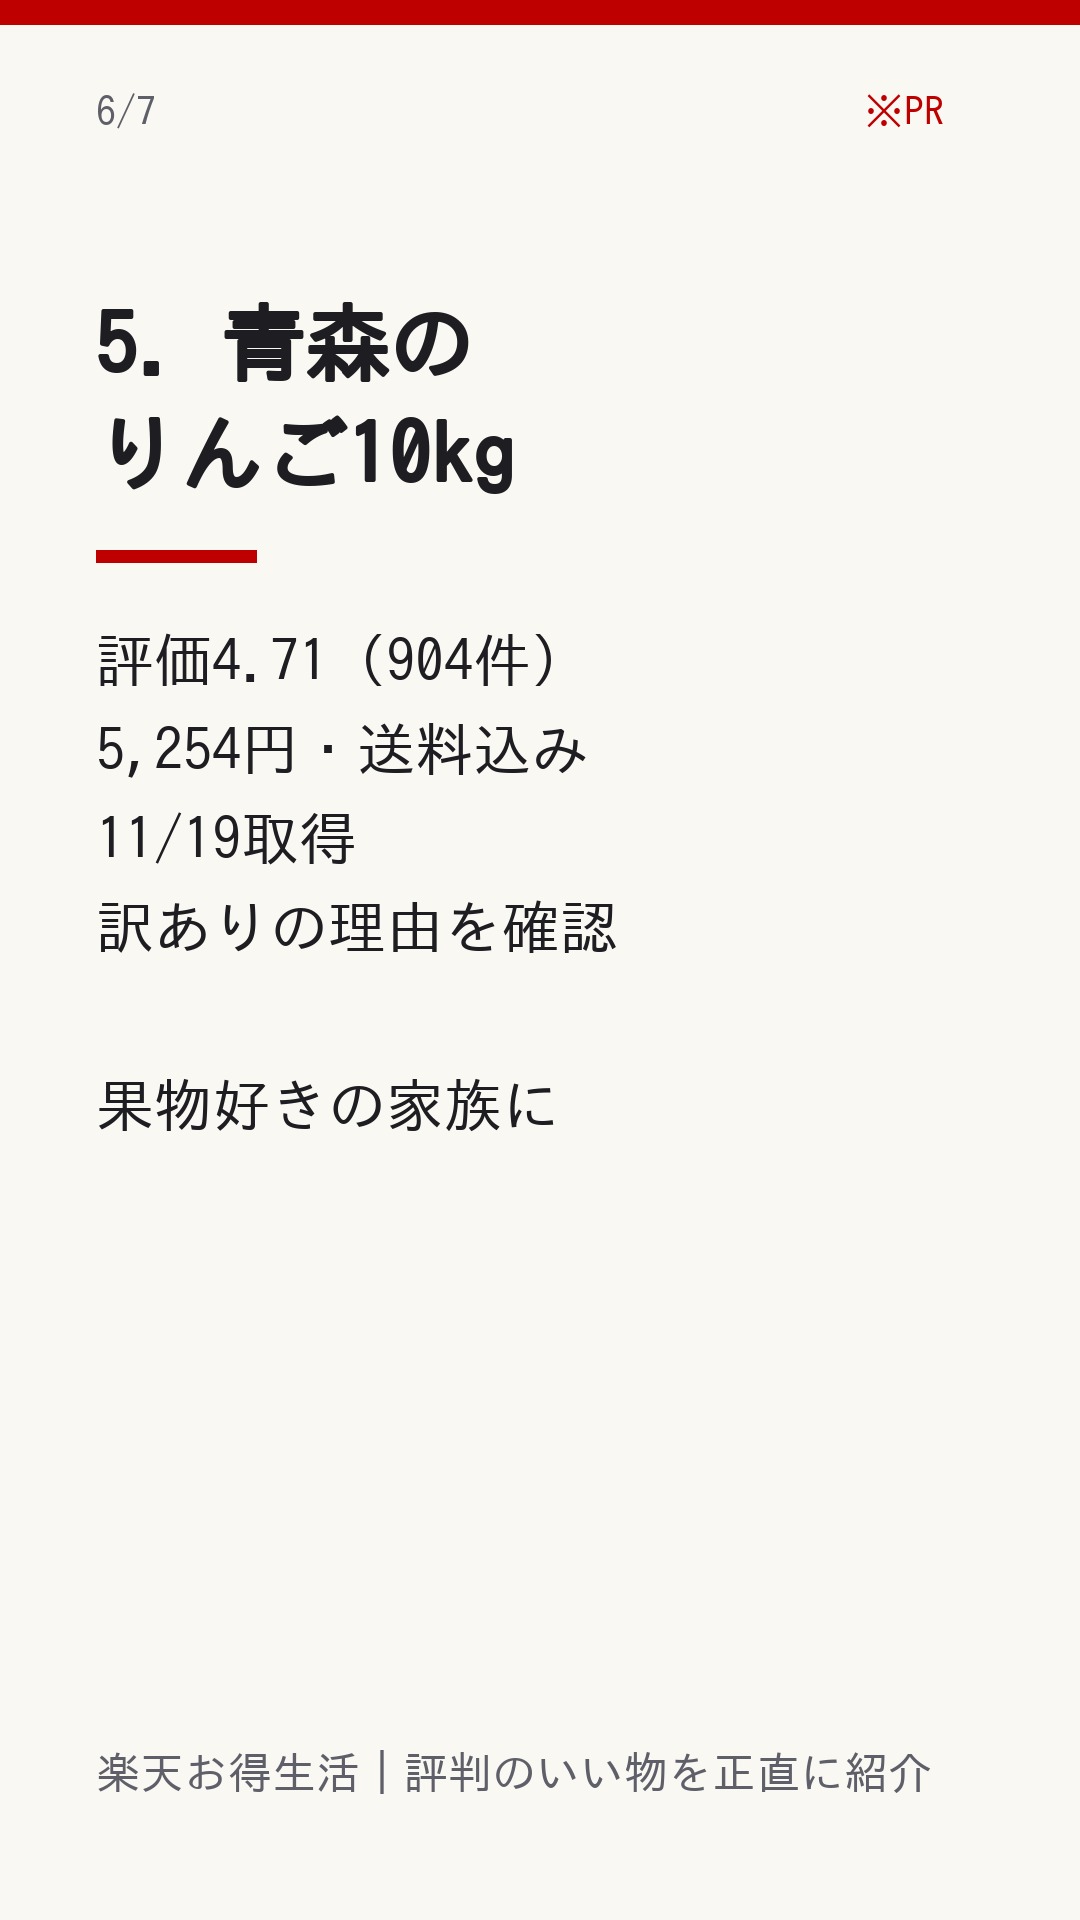 6/7
※PR
5. 青森の
りんご10kg
評価4.71（904件）
5,254円・送料込み
11/19取得
訳ありの理由を確認
果物好きの家族に
楽天お得生活｜評判のいい物を正直に紹介